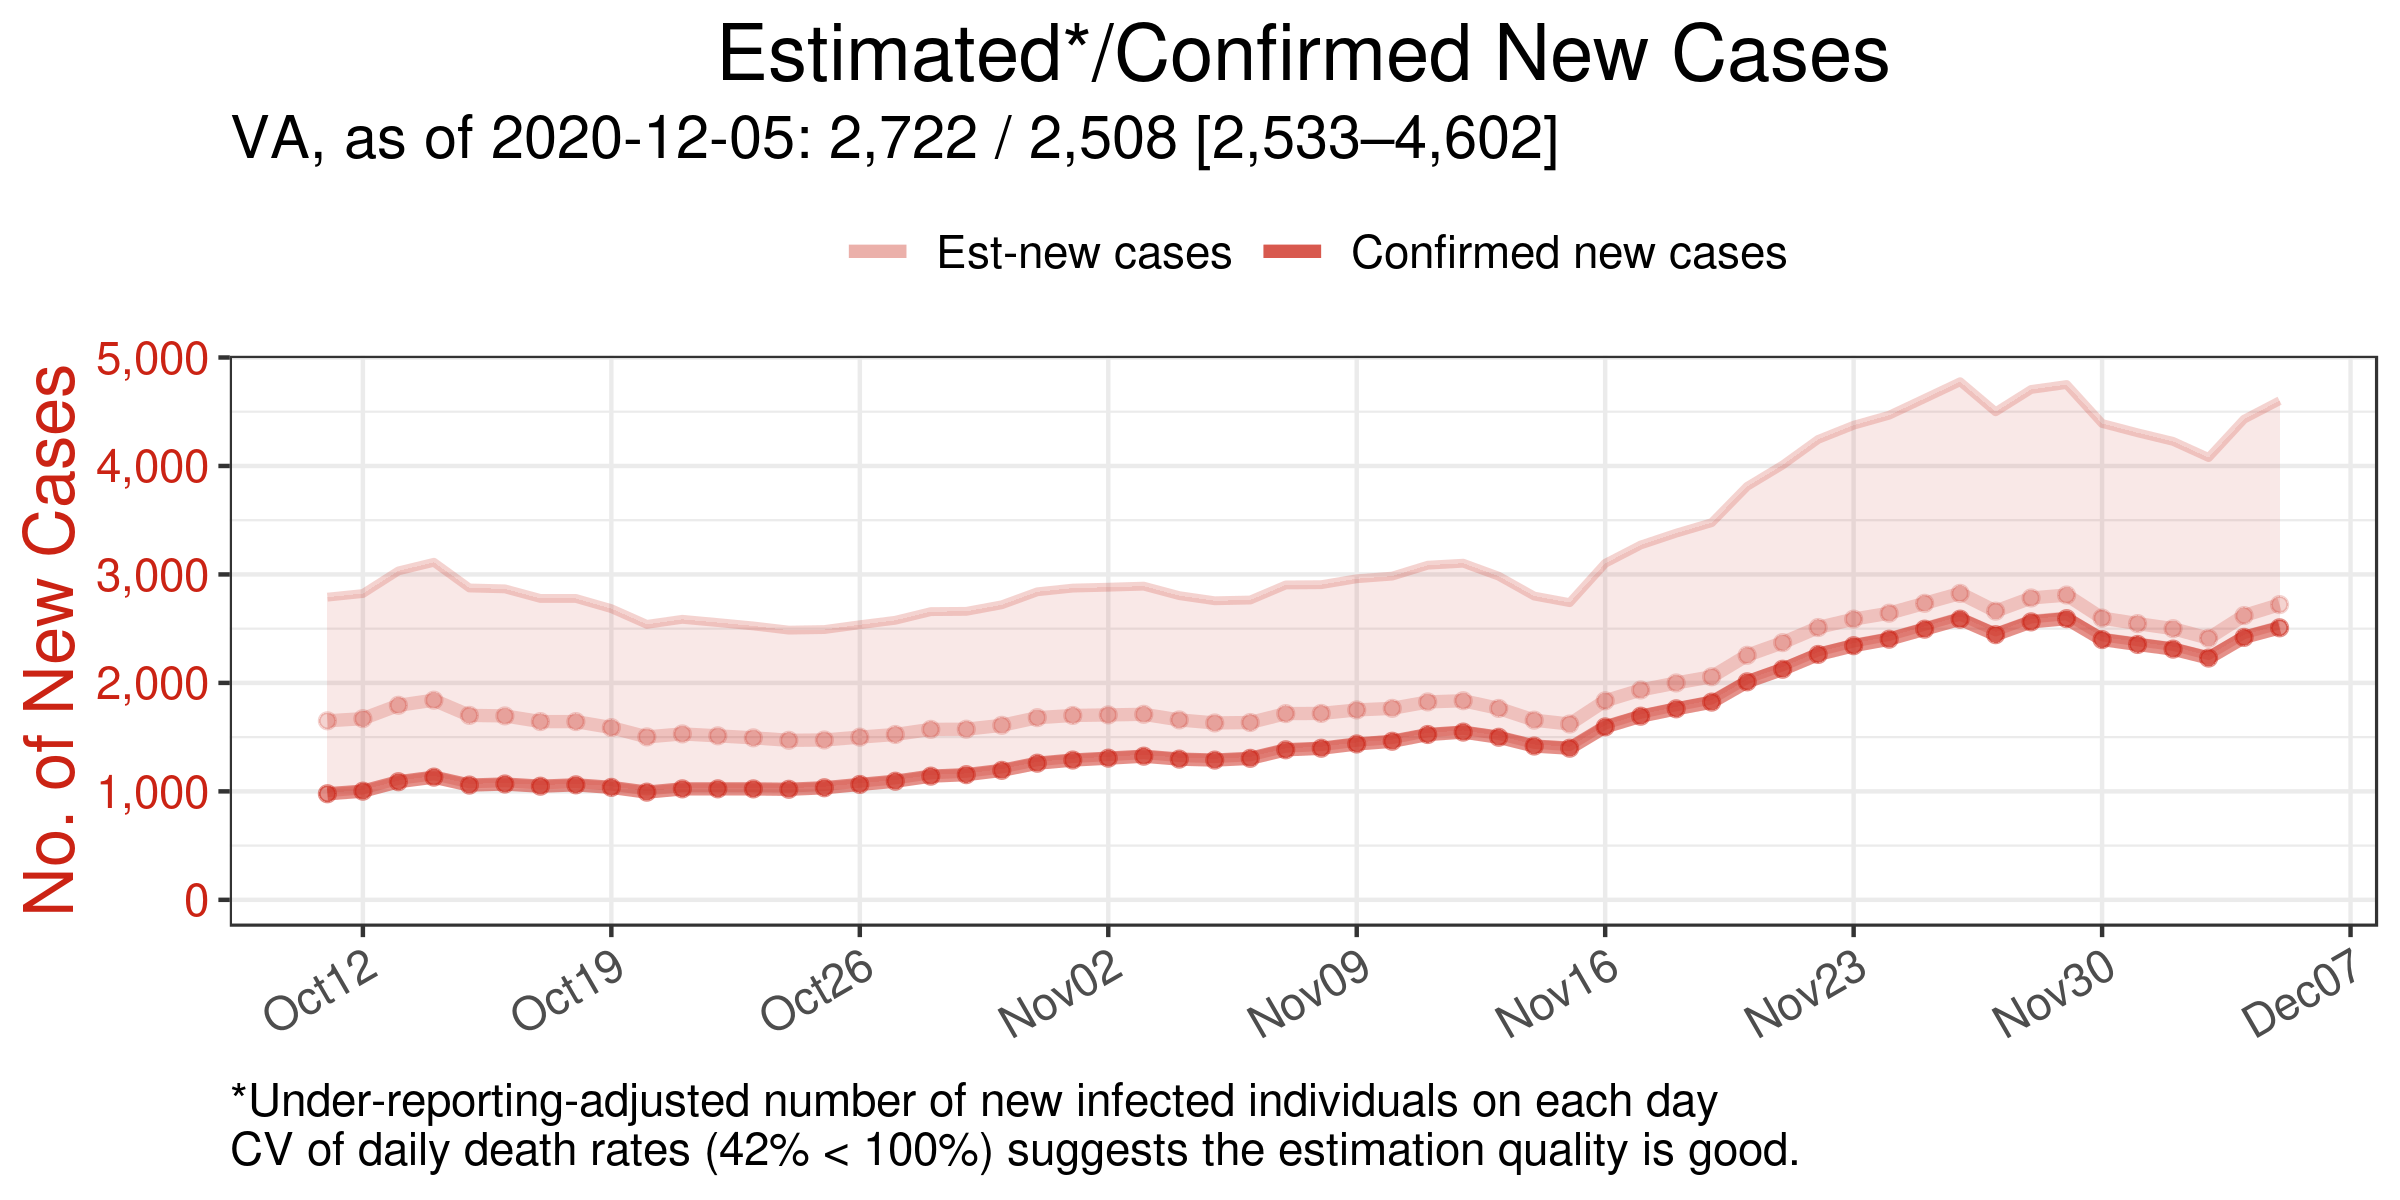 Estimated*/Confirmed New Cases
VA, as of 2020-12-05: 2,722 / 2,508 [2,533–4,602]
Est-new cases
Confirmed new cases
No. of New Cases
5,000
4,000
3,000
2,000
1,000
0
Oct12
Oct19
Oct26
Nov02
Nov09
Nov16
Nov23
Nov30
Dec07
*Under-reporting-adjusted number of new infected individuals on each day
CV of daily death rates (42% < 100%) suggests the estimation quality is good.